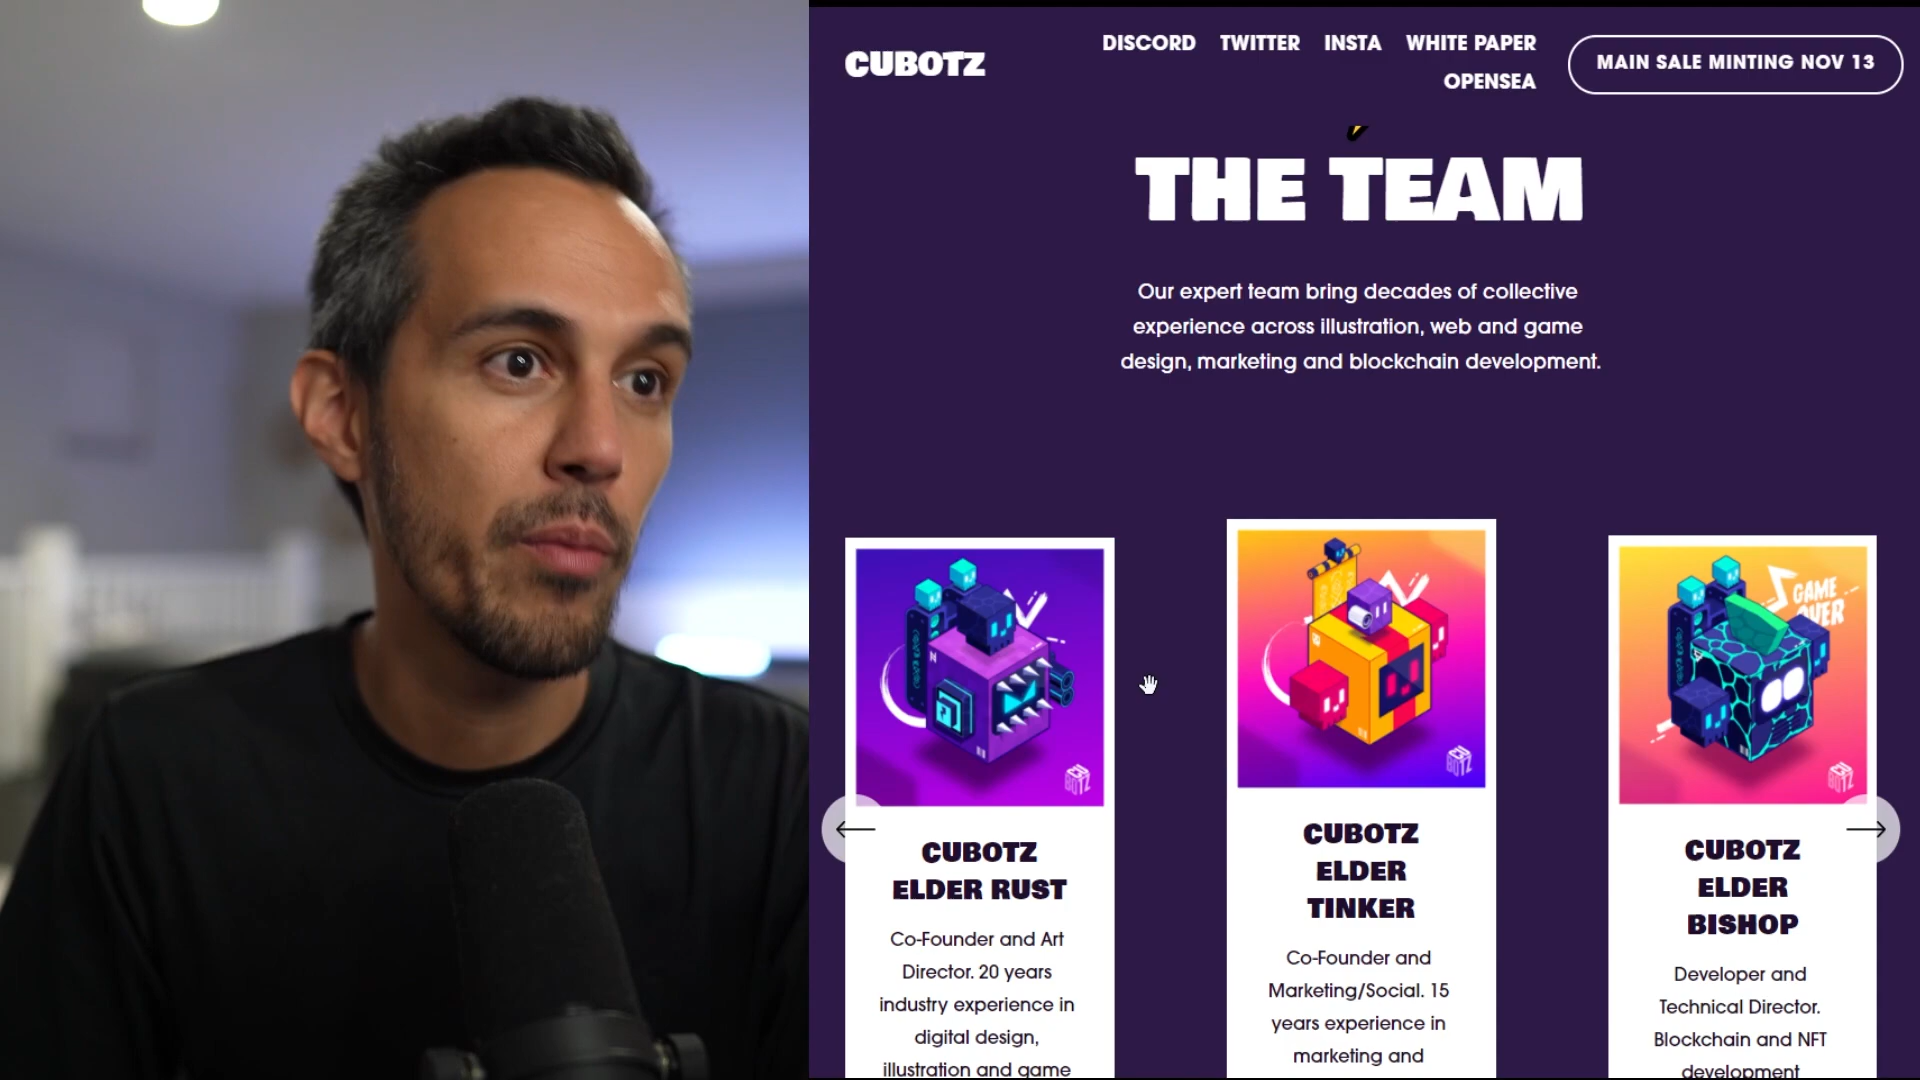 CUBOTZ
DISCORD TWITTER INSTA WHITE PAPER
OPENSEA
MAIN SALE MINTING NOV 13
THE TEAM
Our expert team bring decades of collective
experience across illustration, web and game
design, marketing and blockchain development.
GAME
OVER
CUBOTZ
ELDER RUST
Co-Founder and Art
Director. 20 years
industry experience in
digital design,
illustration and game
CUBOTZ
ELDER
TINKER
Co-Founder and
Marketing/Social. 15
years experience in
marketing and
CUBOTZ
ELDER
BISHOP
Developer and
Technical Director.
Blockchain and NFT
development